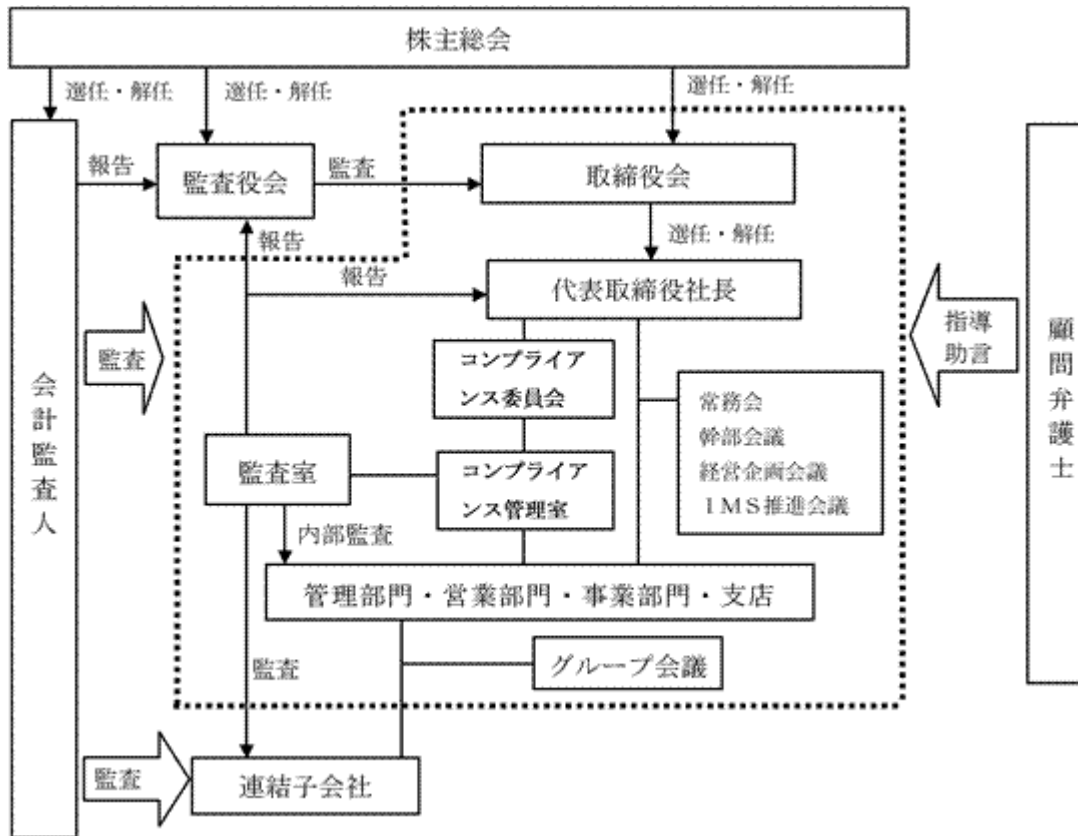 株主総会
選任・解任
選任・解任
選任・解任
報告
監査役会
監査
取締役会
報告
選任・解任
報告
代表取締役社長
監査
コンプライア
ンス委員会
指導
助言
会計監査人
顧問弁護士
常務会
幹部会議
経営企画会議
IMS推進会議
監査室
コンプライア
ンス管理室
内部監査
管理部門・営業部門・事業部門・支店
グループ会議
監査
監査
連結子会社